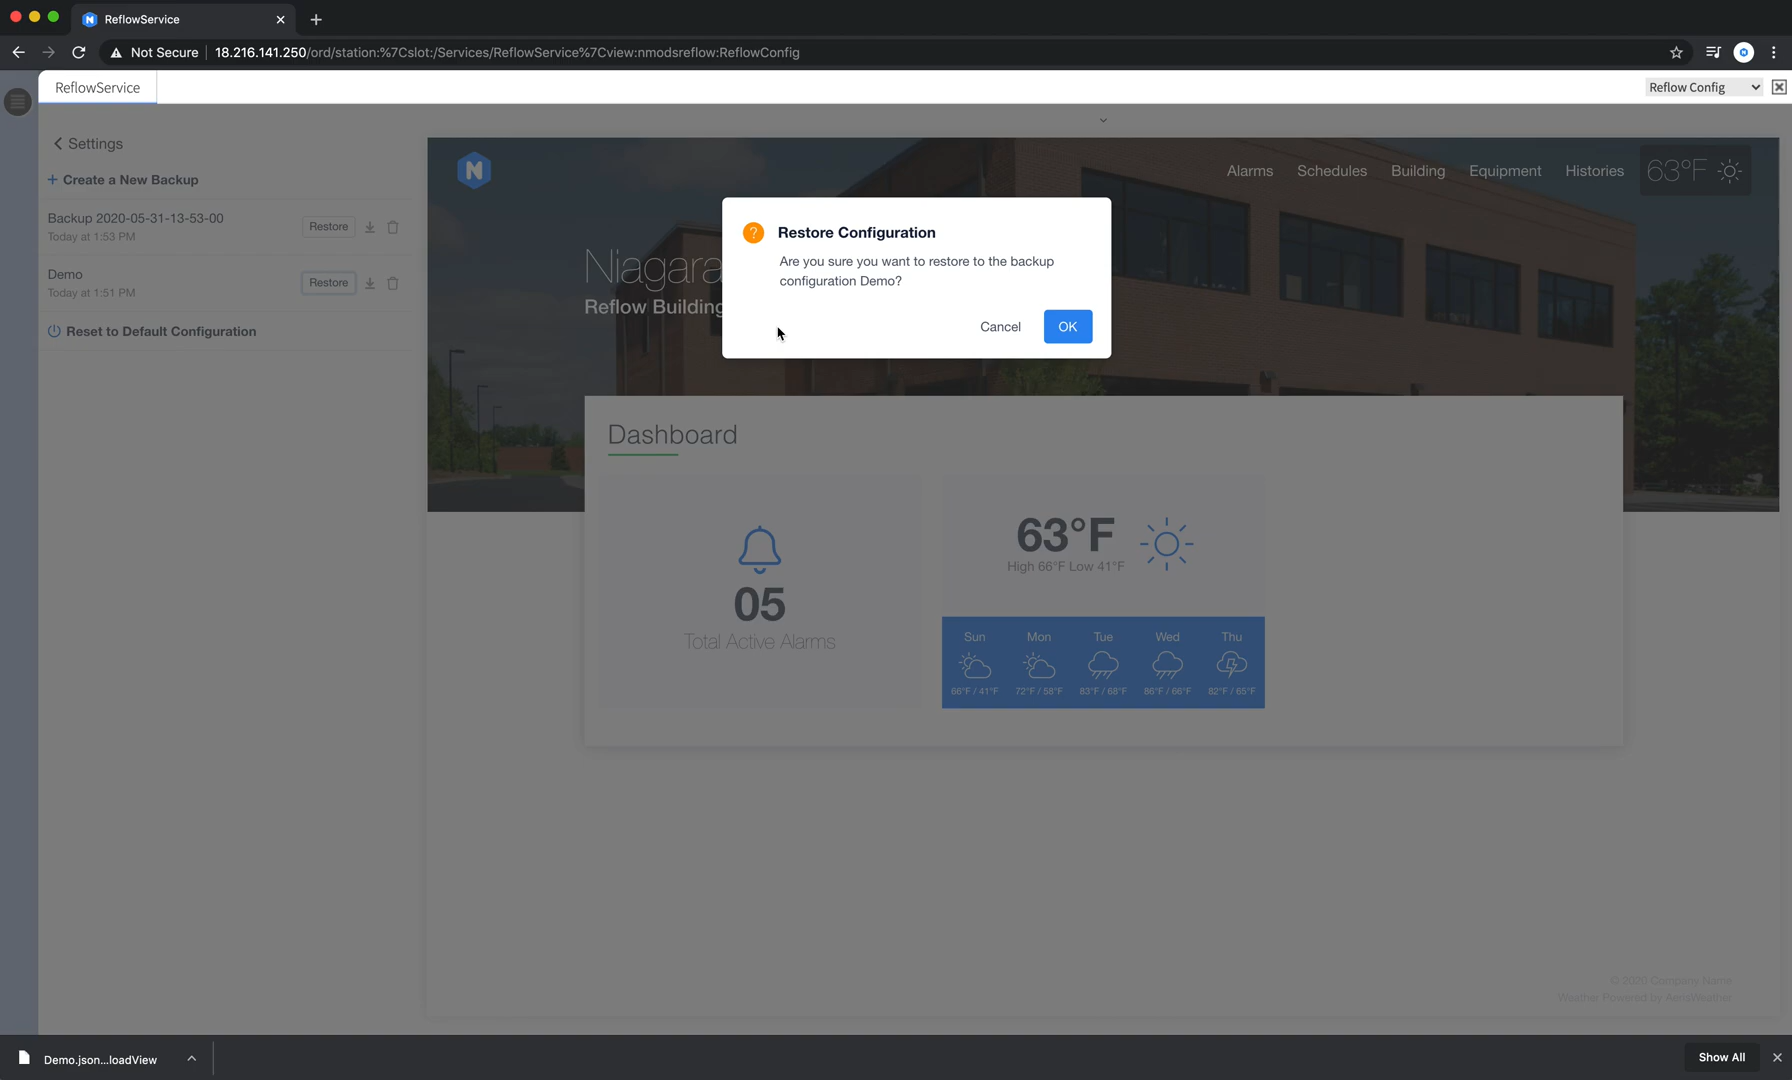 ReflowService
Not Secure
18.216.141.250/ord/station:%7Cslot:/Services/ReflowService%7Cview:nmodsreflow:ReflowConfig
ReflowService
Reflow Config
Settings
+ Create a New Backup
Backup 2020-05-31-13-53-00
Today at 1:53 PM
Restore
Demo
Today at 1:51 PM
Restore
Reset to Default Configuration
N
Alarms Schedules Building Equipment Histories 63°F
Niagara
Reflow Building
Restore Configuration
Are you sure you want to restore to the backup
configuration Demo?
Cancel OK
Dashboard
05
Total Active Alarms
63°F
High 66°F Low 41°F
Sun Mon Tue Wed Thu
66°F / 41°F 72°F / 58°F 83°F / 68°F 86°F / 66°F 82°F / 65°F
© 2020 Company Name
Weather Powered by AerisWeather
Demo.json...loadView
Show All